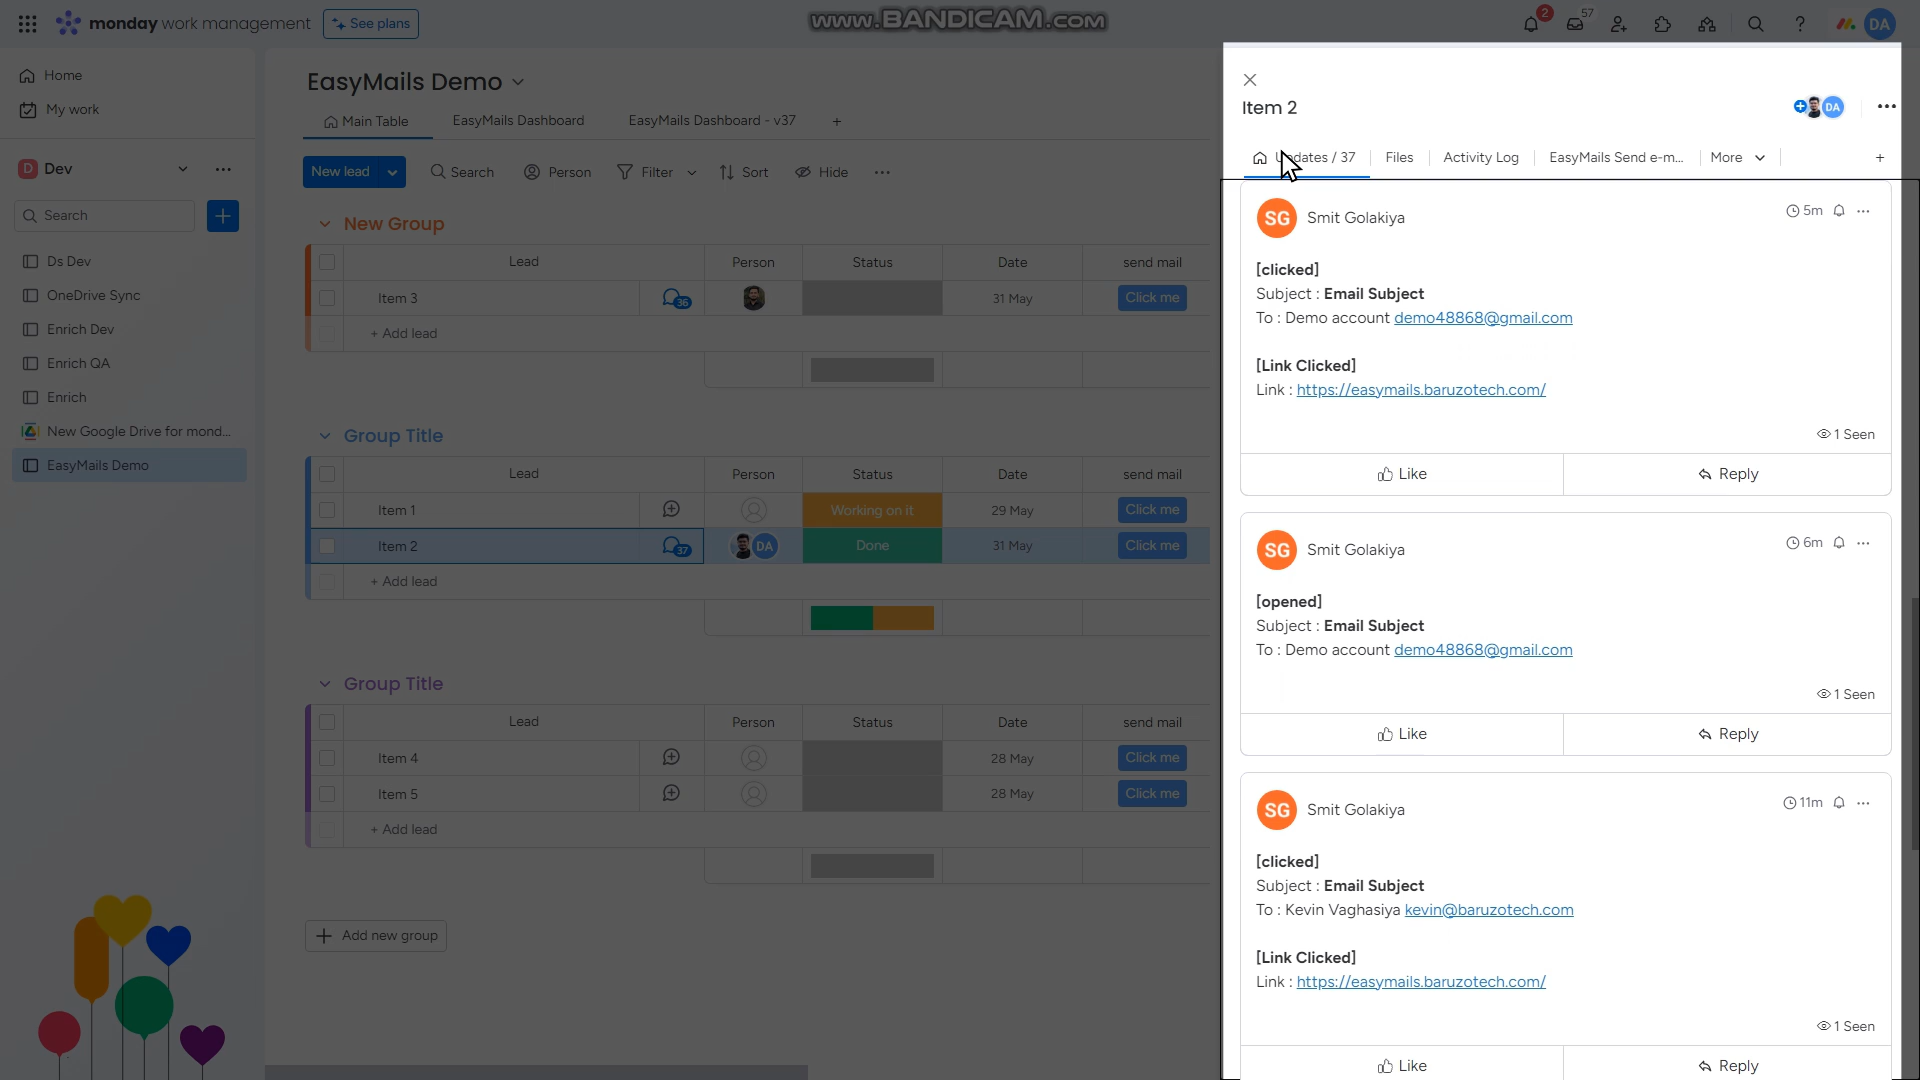 monday work management
See plans
www.BANDICAM.com
2
57
DA
Home
My work
Dev
Search
Ds Dev
OneDrive Sync
Enrich Dev
Enrich QA
Enrich
New Google Drive for mond...
EasyMails Demo
EasyMails Demo
Main Table
EasyMails Dashboard
EasyMails Dashboard - v37
New lead
Search
Person
Filter
Sort
Hide
New Group
Lead Person Status Date send mail
Item 3 36 31 May Click me
+ Add lead
Group Title
Lead Person Status Date send mail
Item 1 Working on it 29 May Click me
Item 2 37 DA Done 31 May Click me
+ Add lead
Group Title
Lead Person Status Date send mail
Item 4 28 May Click me
Item 5 28 May Click me
+ Add lead
Add new group
Item 2
DA
Updates / 37
Files
Activity Log
EasyMails Send e-m...
More
SG Smit Golakiya 5m
[clicked]
Subject : Email Subject
To : Demo account demo48868@gmail.com
[Link Clicked]
Link : https://easymails.baruzotech.com/
1 Seen
Like Reply
SG Smit Golakiya 6m
[opened]
Subject : Email Subject
To : Demo account demo48868@gmail.com
1 Seen
Like Reply
SG Smit Golakiya 11m
[clicked]
Subject : Email Subject
To : Kevin Vaghasiya kevin@baruzotech.com
[Link Clicked]
Link : https://easymails.baruzotech.com/
1 Seen
Like Reply